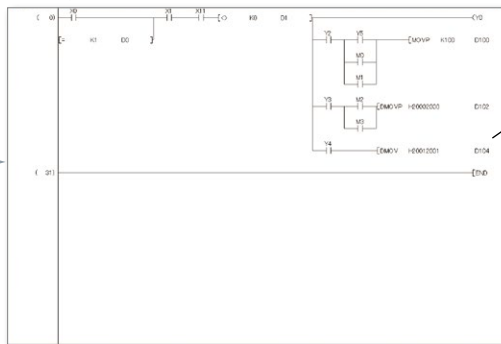 ( 0) X0 X1 X11 [<> K0 D1 ] (Y0
[= K1 D0 ] Y2 Y5 [MOVP K100 D100
M0
M1
Y3 M2 [DMOVP H20002000 D102
M3
Y4 [DMOV H20012001 D104
( 31) [END